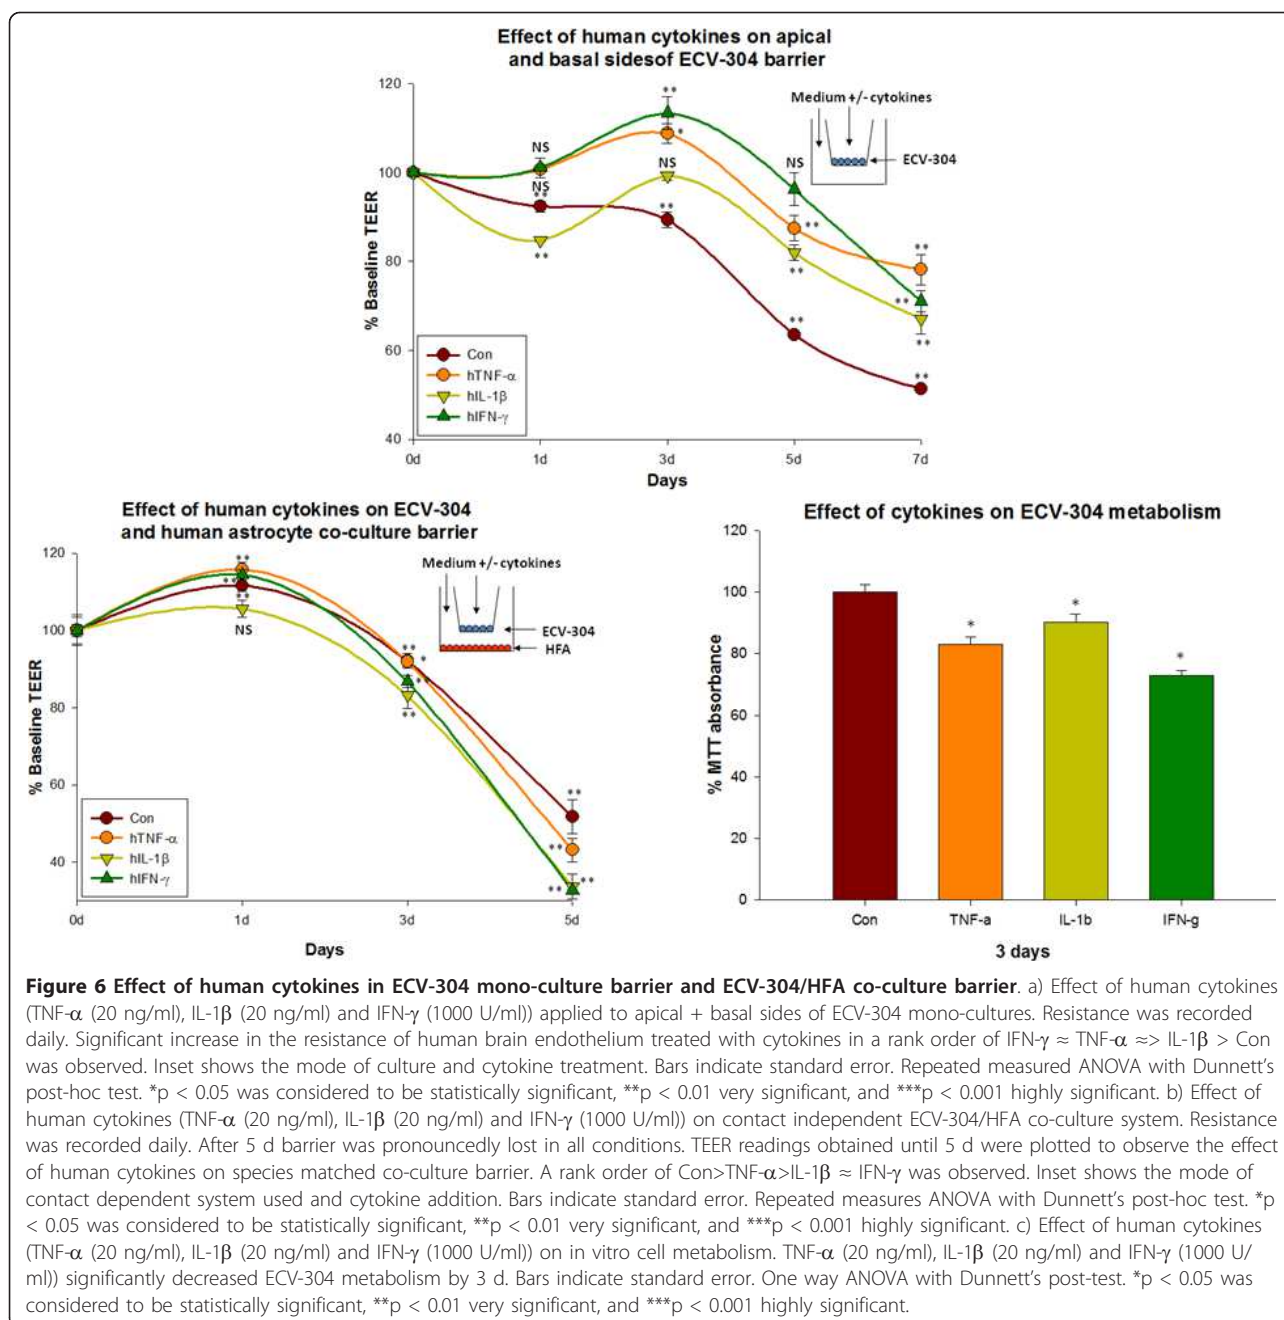 Effect of human cytokines on apical
and basal sidesof ECV-304 barrier
120
100
80
60
40
% Baseline TEER
0d
1d
3d
5d
7d
Days
Con
hTNF-α
hIL-1β
hIFN-γ
Medium +/- cytokines
ECV-304
NS
NS
**
**
**
*
NS
**
NS
**
**
**
**
**
**
**
Effect of human cytokines on ECV-304
and human astrocyte co-culture barrier
120
100
80
60
40
% Baseline TEER
0d
1d
3d
5d
Days
Con
hTNF-α
hIL-1β
hIFN-γ
Medium +/- cytokines
ECV-304
HFA
**
**
**
NS
**
*
**
**
**
**
**
**
Effect of cytokines on ECV-304 metabolism
120
100
80
60
40
20
0
% MTT absorbance
*
*
*
Con
TNF-a
IL-1b
IFN-g
3 days
Figure 6 Effect of human cytokines in ECV-304 mono-culture barrier and ECV-304/HFA co-culture barrier. a) Effect of human cytokines
(TNF-α (20 ng/ml), IL-1β (20 ng/ml) and IFN-γ (1000 U/ml)) applied to apical + basal sides of ECV-304 mono-cultures. Resistance was recorded
daily. Significant increase in the resistance of human brain endothelium treated with cytokines in a rank order of IFN-γ ≈ TNF-α ≈> IL-1β > Con
was observed. Inset shows the mode of culture and cytokine treatment. Bars indicate standard error. Repeated measured ANOVA with Dunnett's
post-hoc test. *p < 0.05 was considered to be statistically significant, **p < 0.01 very significant, and ***p < 0.001 highly significant. b) Effect of
human cytokines (TNF-α (20 ng/ml), IL-1β (20 ng/ml) and IFN-γ (1000 U/ml)) on contact independent ECV-304/HFA co-culture system. Resistance
was recorded daily. After 5 d barrier was pronouncedly lost in all conditions. TEER readings obtained until 5 d were plotted to observe the effect
of human cytokines on species matched co-culture barrier. A rank order of Con>TNF-α>IL-1β ≈ IFN-γ was observed. Inset shows the mode of
contact dependent system used and cytokine addition. Bars indicate standard error. Repeated measures ANOVA with Dunnett's post-hoc test. *p
< 0.05 was considered to be statistically significant, **p < 0.01 very significant, and ***p < 0.001 highly significant. c) Effect of human cytokines
(TNF-α (20 ng/ml), IL-1β (20 ng/ml) and IFN-γ (1000 U/ml)) on in vitro cell metabolism. TNF-α (20 ng/ml), IL-1β (20 ng/ml) and IFN-γ (1000 U/
ml)) significantly decreased ECV-304 metabolism by 3 d. Bars indicate standard error. One way ANOVA with Dunnett's post-test. *p < 0.05 was
considered to be statistically significant, **p < 0.01 very significant, and ***p < 0.001 highly significant.